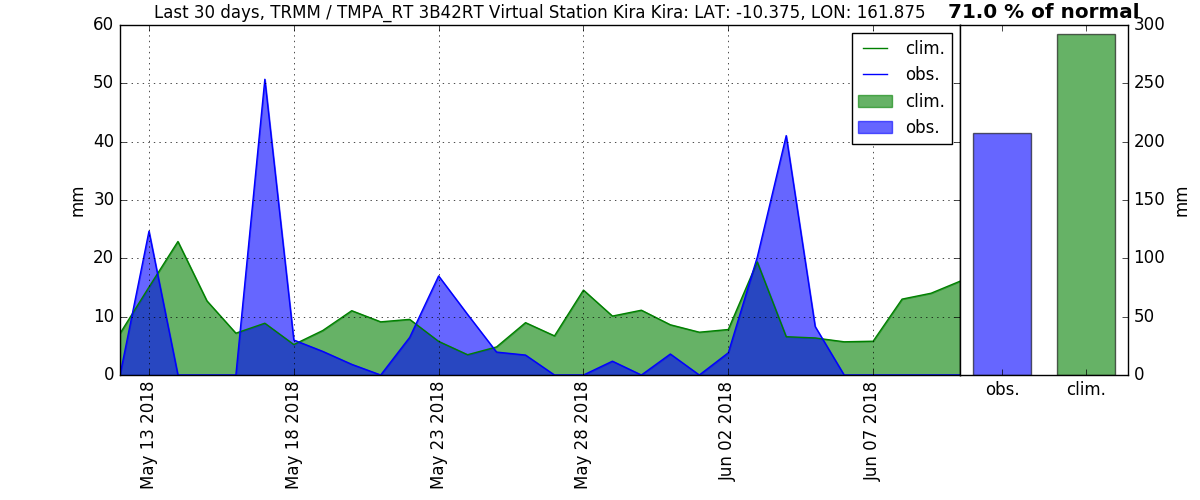 Last 30 days, TRMM / TMPA_RT 3B42RT Virtual Station Kira Kira: LAT: -10.375, LON: 161.875
71.0 % of normal
60
50
40
30
20
10
0
mm
clim.
obs.
clim.
obs.
May 13 2018
May 18 2018
May 23 2018
May 28 2018
Jun 02 2018
Jun 07 2018
300
250
200
150
100
50
0
mm
obs.
clim.